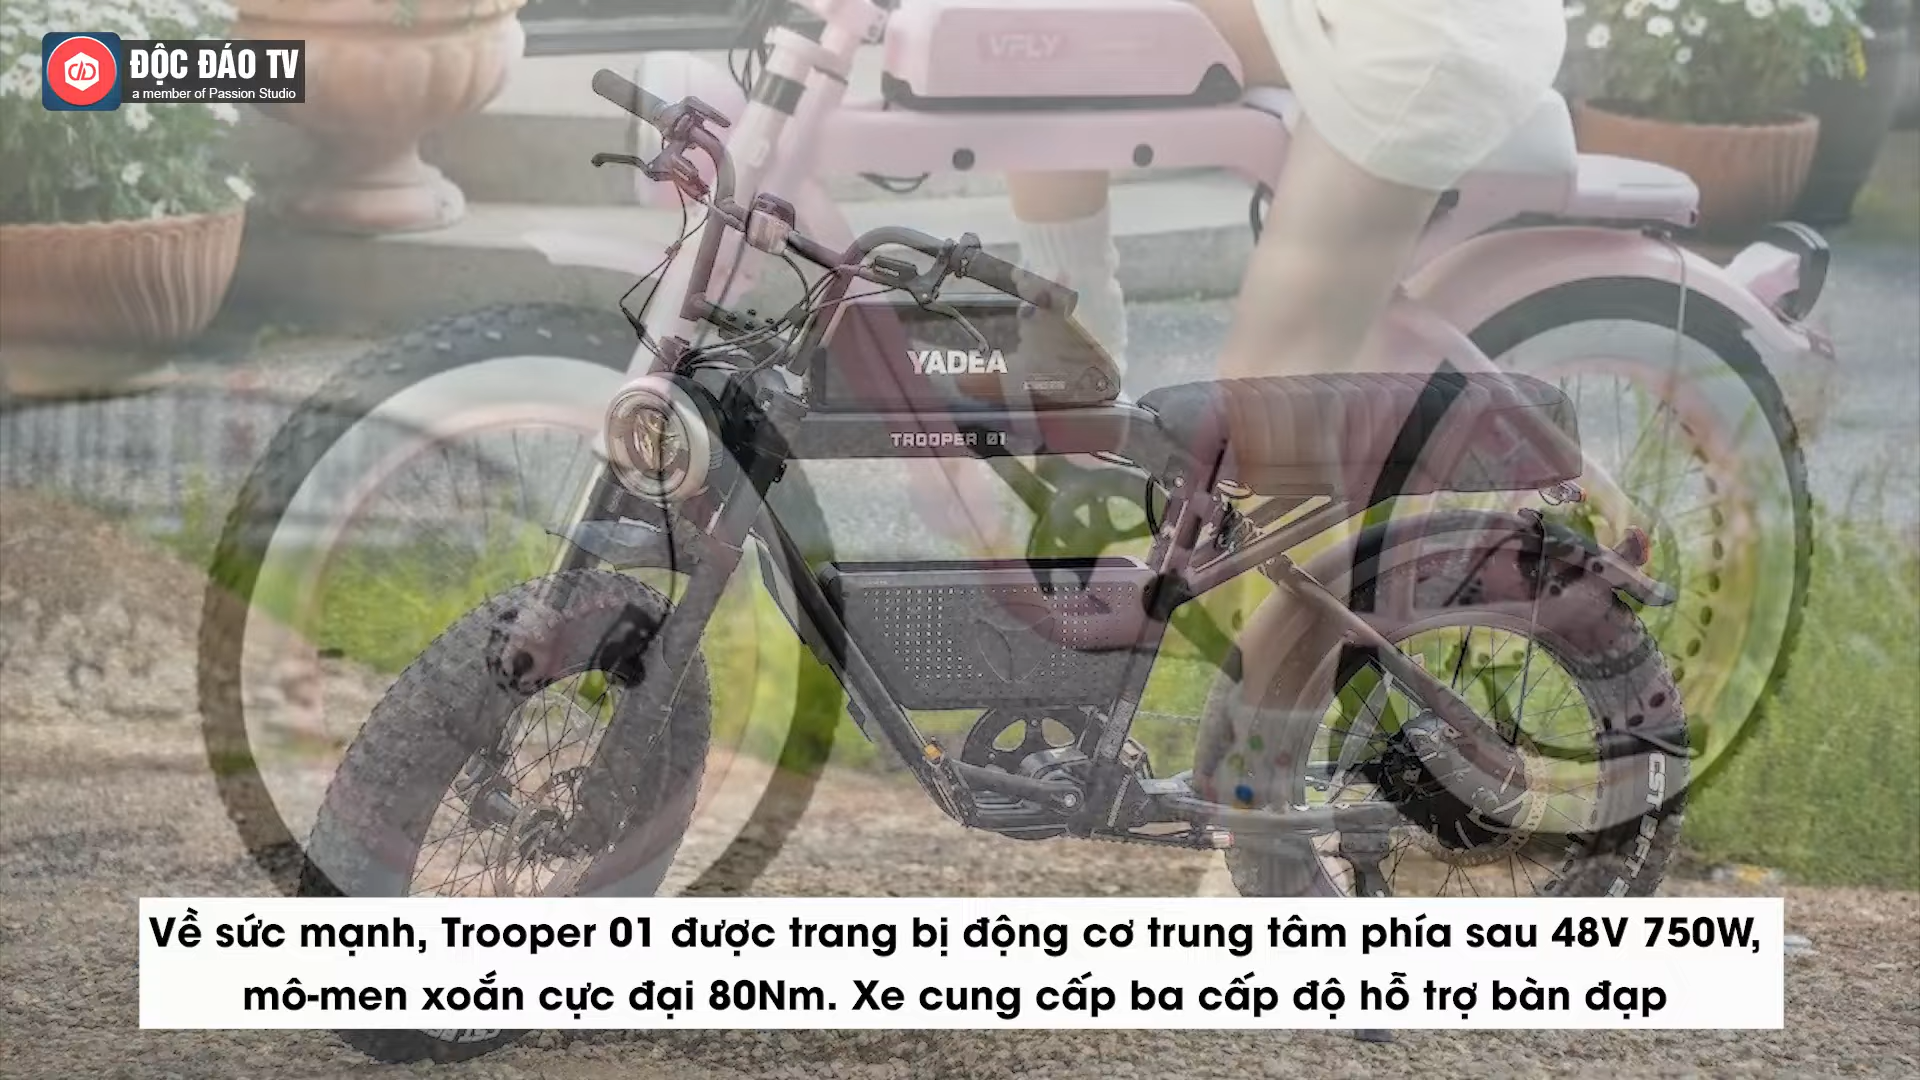 ĐỘC ĐÁO TV
a member of Passion Studio
VFLY
YADEA
TROOPER 01
CST
Về sức mạnh, Trooper 01 được trang bị động cơ trung tâm phía sau 48V 750W,
mô-men xoắn cực đại 80Nm. Xe cung cấp ba cấp độ hỗ trợ bàn đạp